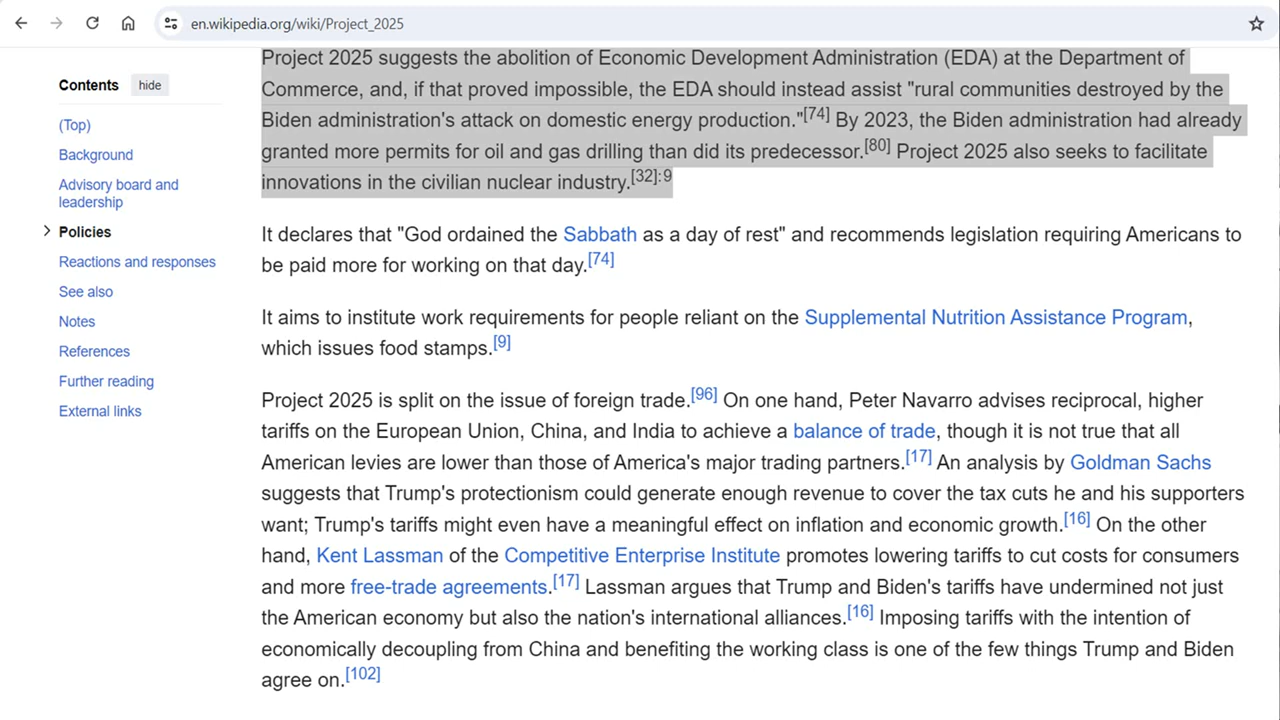 en.wikipedia.org/wiki/Project_2025
Contents hide
(Top)
Background
Advisory board and
leadership
Policies
Reactions and responses
See also
Notes
References
Further reading
External links
Project 2025 suggests the abolition of Economic Development Administration (EDA) at the Department of
Commerce, and, if that proved impossible, the EDA should instead assist "rural communities destroyed by the
Biden administration's attack on domestic energy production."[74] By 2023, the Biden administration had already
granted more permits for oil and gas drilling than did its predecessor.[80] Project 2025 also seeks to facilitate
innovations in the civilian nuclear industry.[32]:9
It declares that "God ordained the Sabbath as a day of rest" and recommends legislation requiring Americans to
be paid more for working on that day.[74]
It aims to institute work requirements for people reliant on the Supplemental Nutrition Assistance Program,
which issues food stamps.[9]
Project 2025 is split on the issue of foreign trade.[96] On one hand, Peter Navarro advises reciprocal, higher
tariffs on the European Union, China, and India to achieve a balance of trade, though it is not true that all
American levies are lower than those of America's major trading partners.[17] An analysis by Goldman Sachs
suggests that Trump's protectionism could generate enough revenue to cover the tax cuts he and his supporters
want; Trump's tariffs might even have a meaningful effect on inflation and economic growth.[16] On the other
hand, Kent Lassman of the Competitive Enterprise Institute promotes lowering tariffs to cut costs for consumers
and more free-trade agreements.[17] Lassman argues that Trump and Biden's tariffs have undermined not just
the American economy but also the nation's international alliances.[16] Imposing tariffs with the intention of
economically decoupling from China and benefiting the working class is one of the few things Trump and Biden
agree on.[102]